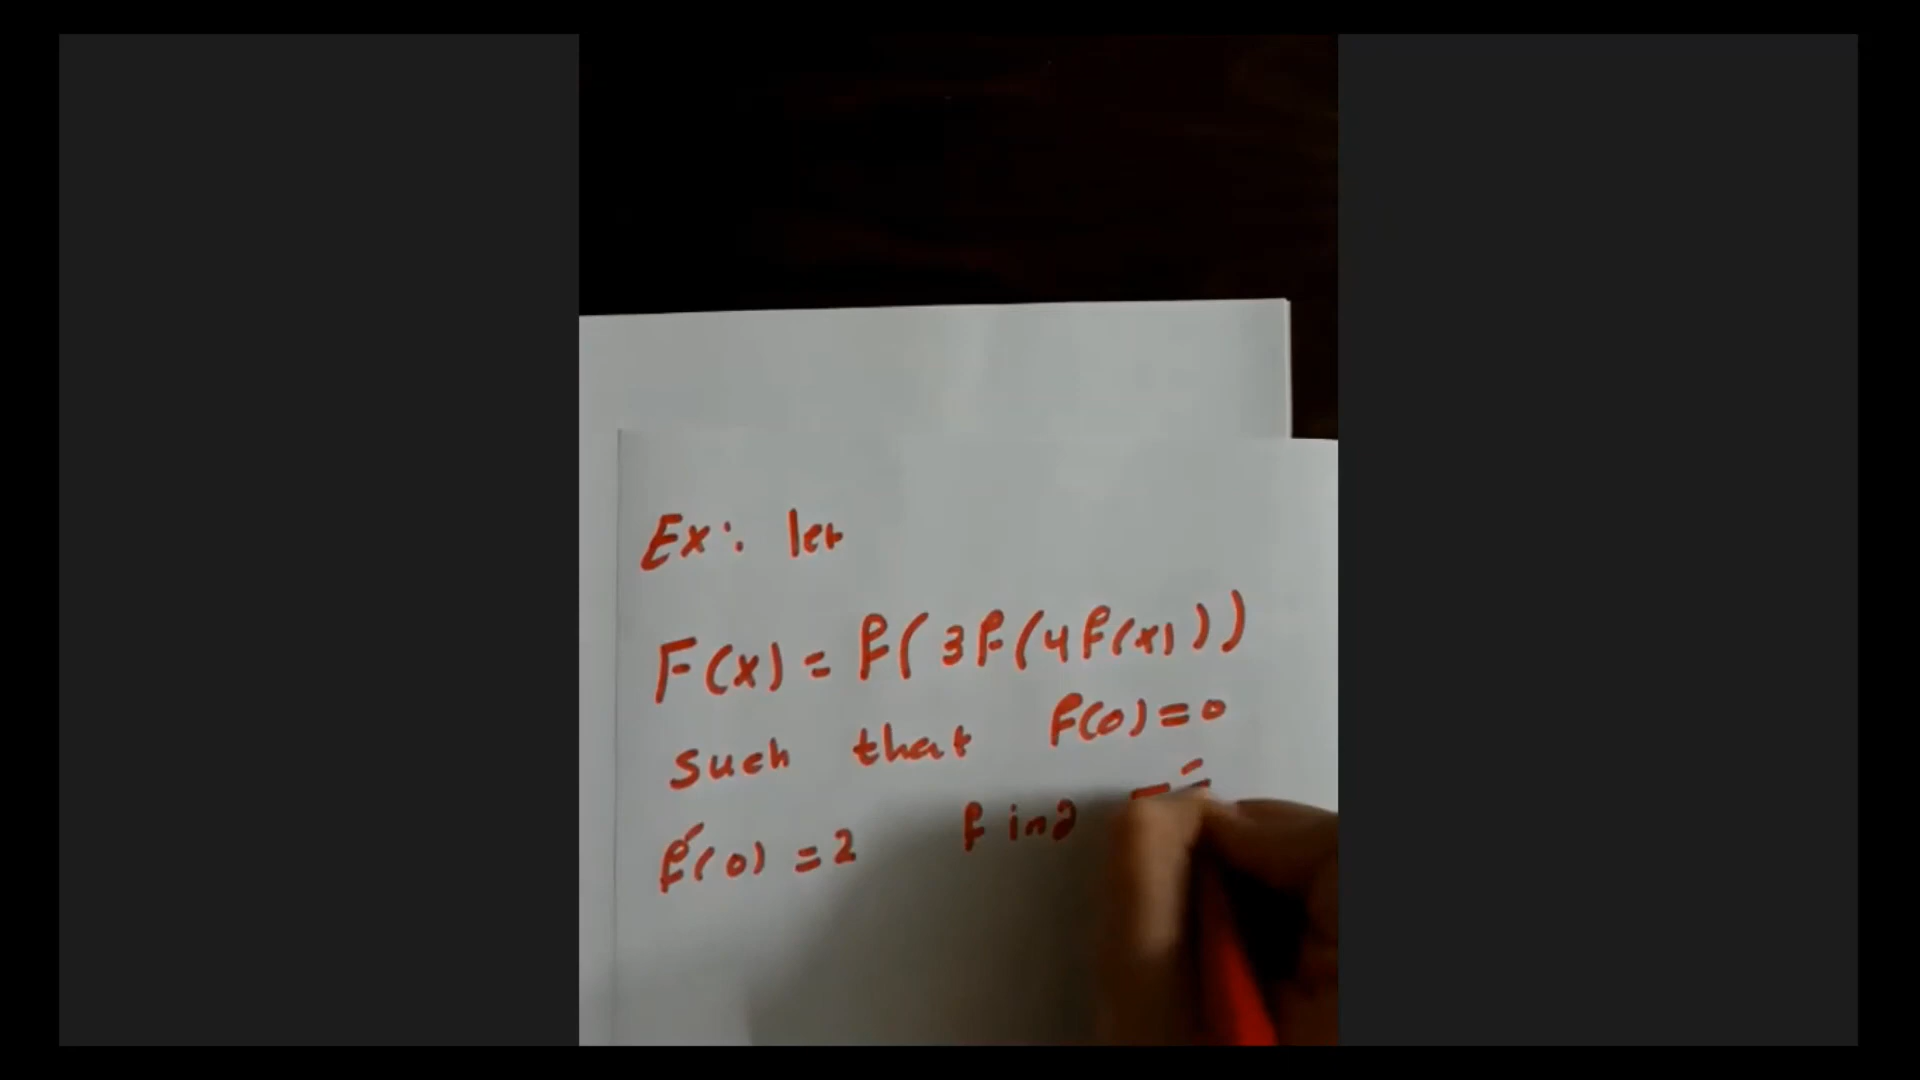 Ex: let
F(x) = f(3f(4f(x)))
such that f(0)=0
f'(0) = 2 find